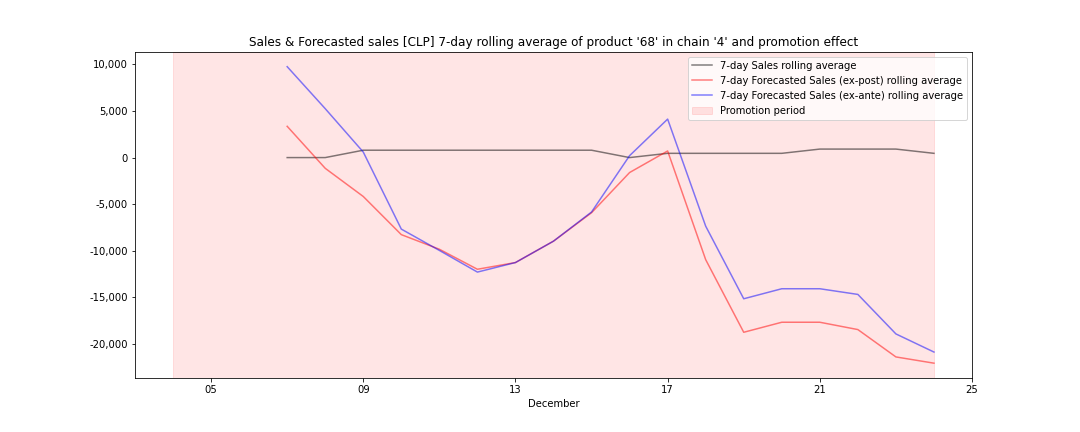 Sales & Forecasted sales [CLP] 7-day rolling average of product '68' in chain '4' and promotion effect
7-day Sales rolling average
7-day Forecasted Sales (ex-post) rolling average
7-day Forecasted Sales (ex-ante) rolling average
Promotion period
10,000
5,000
0
-5,000
-10,000
-15,000
-20,000
05 09 13 17 21 25
December